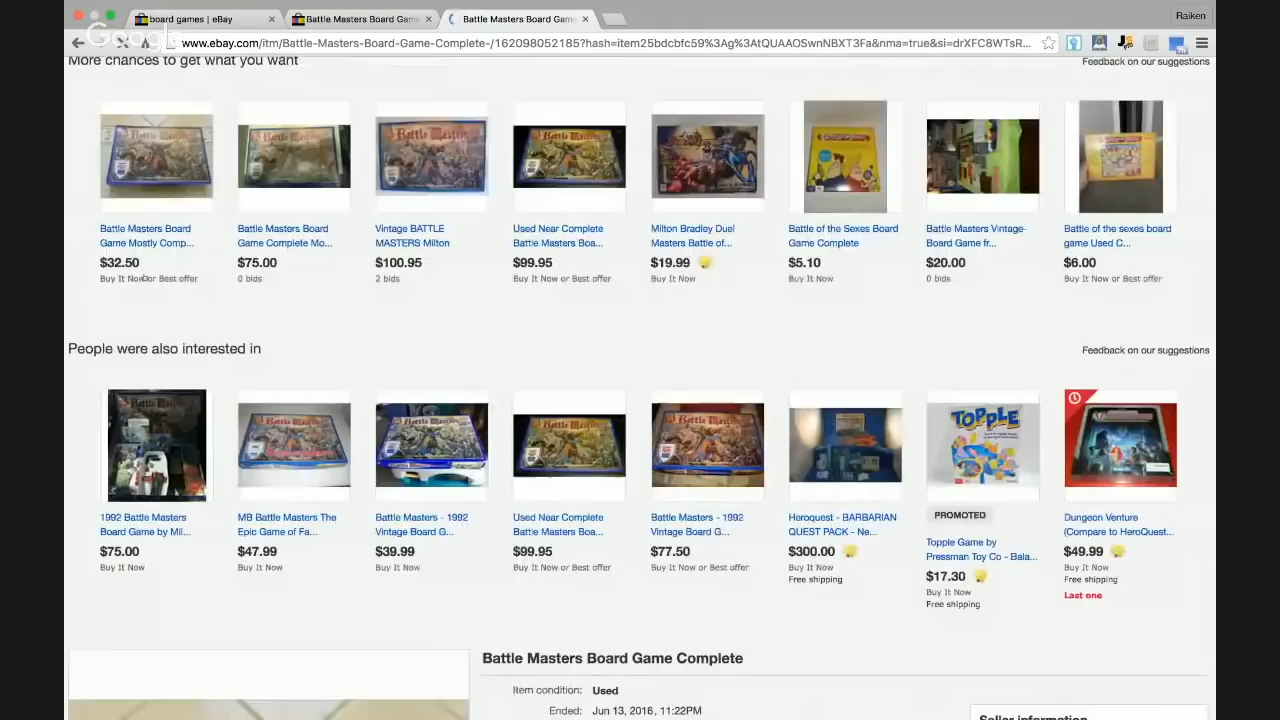 board games | eBay
Battle Masters Board Game
Battle Masters Board Game
Raiken
Google
www.ebay.com/itm/Battle-Masters-Board-Game-Complete-/162098052185?hash=item25bdcbfc59%3Ag%3AtQUAAOSwnNBXT3Fa&nma=true&si=drXFC8WTsR...
More chances to get what you want
Feedback on our suggestions
Battle Masters Board Game Mostly Comp...
$32.50
Buy It Now or Best offer
Battle Masters Board Game Complete Mo...
$75.00
0 bids
Vintage BATTLE MASTERS Milton
$100.95
2 bids
Used Near Complete Battle Masters Boa...
$99.95
Buy It Now or Best offer
Milton Bradley Duel Masters Battle of...
$19.99
Buy It Now
Battle of the Sexes Board Game Complete
$5.10
Buy It Now
Battle Masters Vintage-Board Game fr...
$20.00
0 bids
Battle of the sexes board game Used C...
$6.00
Buy It Now or Best offer
People were also interested in
Feedback on our suggestions
1992 Battle Masters Board Game by Mil...
$75.00
Buy It Now
MB Battle Masters The Epic Game of Fa...
$47.99
Buy It Now
Battle Masters - 1992 Vintage Board G...
$39.99
Buy It Now
Used Near Complete Battle Masters Boa...
$99.95
Buy It Now or Best offer
Battle Masters - 1992 Vintage Board G...
$77.50
Buy It Now or Best offer
Heroquest - BARBARIAN QUEST PACK - Ne...
$300.00
Buy It Now
Free shipping
TOPPLE
PROMOTED
Topple Game by Pressman Toy Co - Bala...
$17.30
Buy It Now
Free shipping
Dungeon Venture (Compare to HeroQuest...
$49.99
Buy It Now
Free shipping
Last one
Battle Masters Board Game Complete
Item condition: Used
Ended: Jun 13, 2016, 11:22PM
Seller information